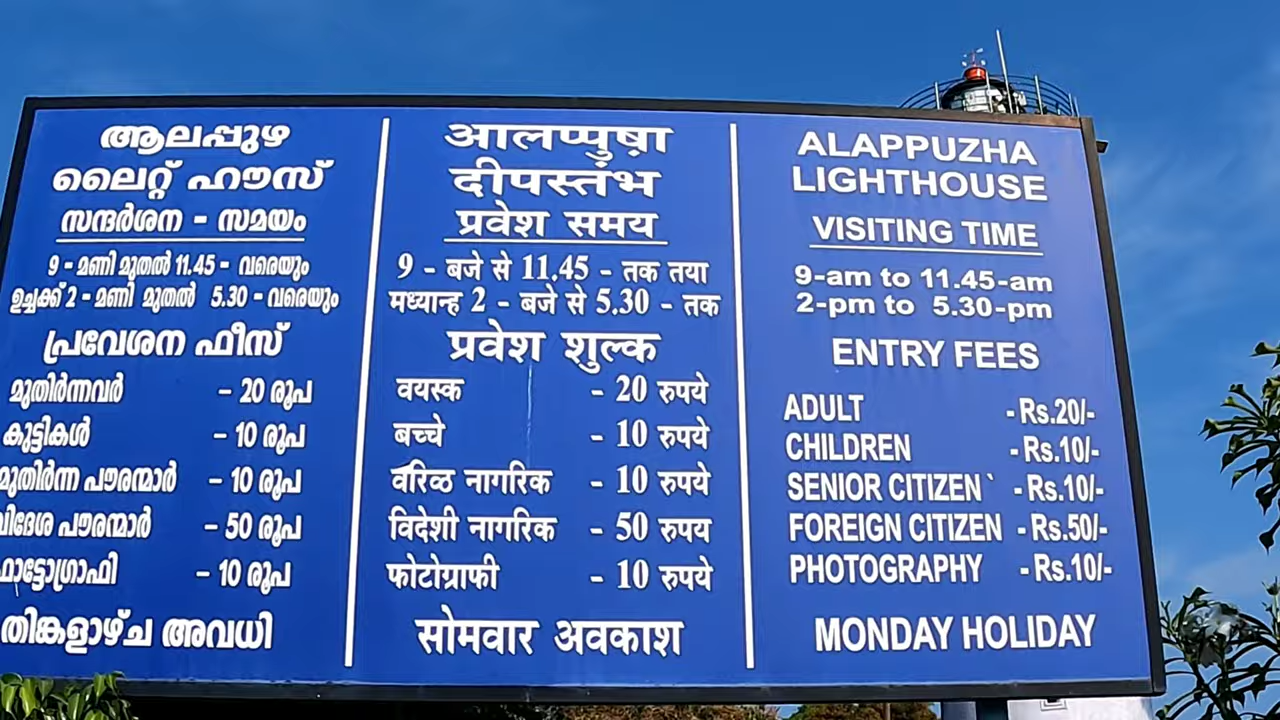 ആലപ്പുഴ
ലൈറ്റ് ഹൗസ്
സന്ദർശന - സമയം
9 - മണി മുതൽ 11.45 - വരെയും
ഉച്ചക്ക് 2 - മണി മുതൽ 5.30 - വരെയും
പ്രവേശന ഫീസ്
മുതിർന്നവർ - 20 രൂപ
കുട്ടികൾ - 10 രൂപ
മുതിർന്ന പൗരന്മാർ - 10 രൂപ
വിദേശ പൗരന്മാർ - 50 രൂപ
ഫോട്ടോഗ്രാഫി - 10 രൂപ
തിങ്കളാഴ്ച അവധി
आलप्पुष़ा
दीपस्तंभ
प्रवेश समय
9 - बजे से 11.45 - तक तया
मध्यान्ह 2 - बजे से 5.30 - तक
प्रवेश शुल्क
वयस्क - 20 रुपये
बच्चे - 10 रुपये
वरिष्ठ नागरिक - 10 रुपये
विदेशी नागरिक - 50 रुपय
फोटोग्राफी - 10 रुपये
सोमवार अवकाश
ALAPPUZHA
LIGHTHOUSE
VISITING TIME
9-am to 11.45-am
2-pm to 5.30-pm
ENTRY FEES
ADULT - Rs.20/-
CHILDREN - Rs.10/-
SENIOR CITIZEN ` - Rs.10/-
FOREIGN CITIZEN - Rs.50/-
PHOTOGRAPHY - Rs.10/-
MONDAY HOLIDAY